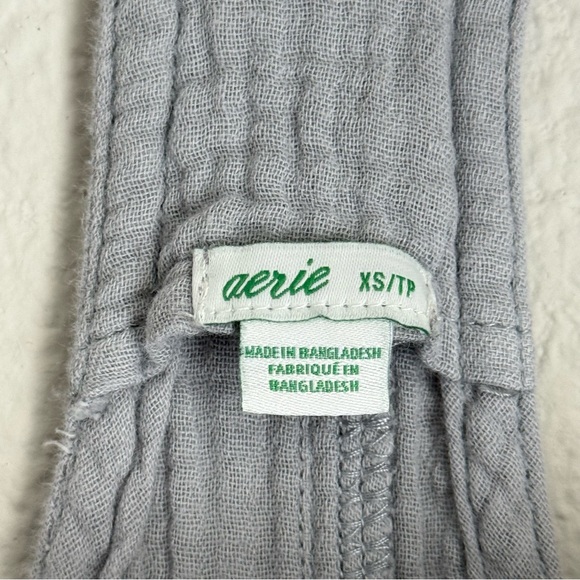 aerie XS/TP
MADE IN BANGLADESH
FABRIQUÉ EN
BANGLADESH